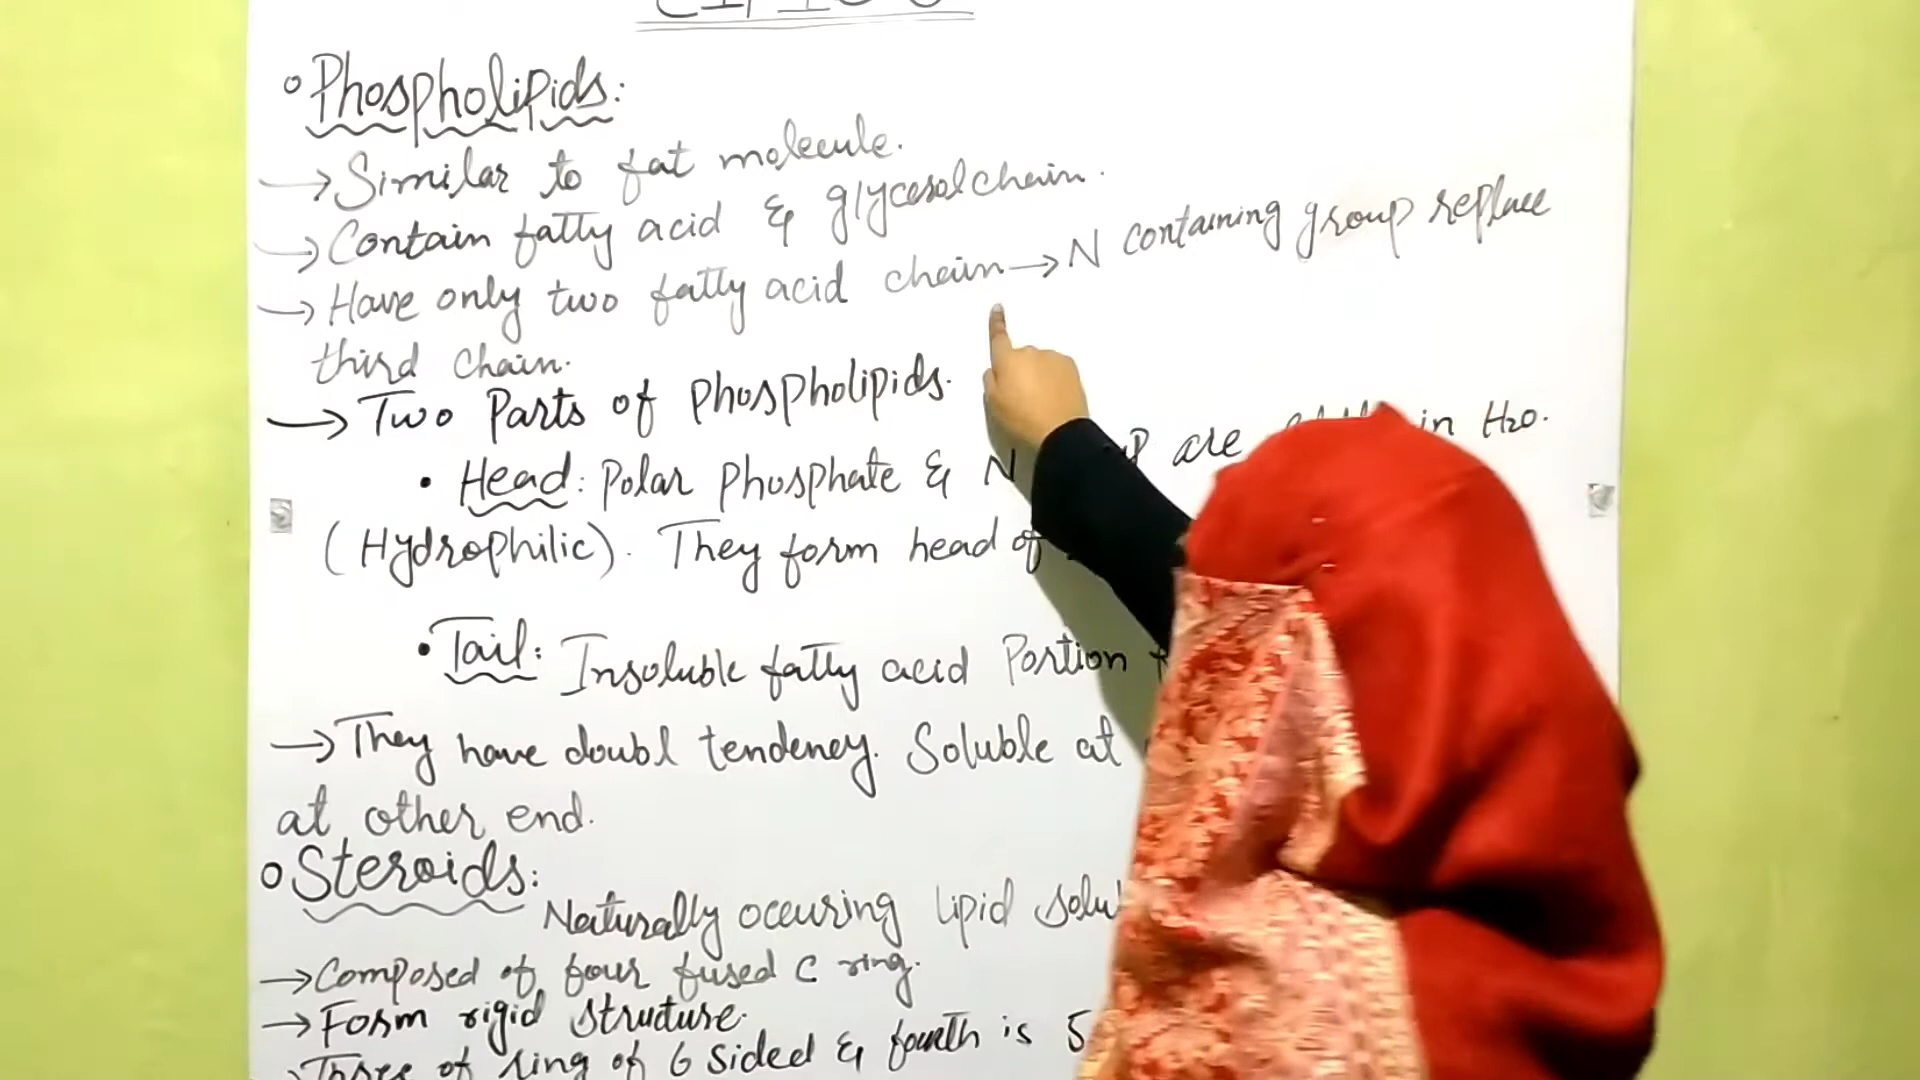 Phospholipids:
→ Similar to fat molecule.
→ Contain fatty acid & glycerol chain.
→ Have only two fatty acid chain → N containing group replace
third chain.
→ Two Parts of phospholipids.
• Head: Polar phosphate & N are in H2O.
(Hydrophilic). They form head of
• Tail: Insoluble fatty acid Portion
→ They have doubl tendency. Soluble at
at other end.
Steroids:
Naturally occuring lipid
→ Composed of four fused C ring.
→ Form rigid structure.
→ Three of ring of 6 sided & fourth is 5